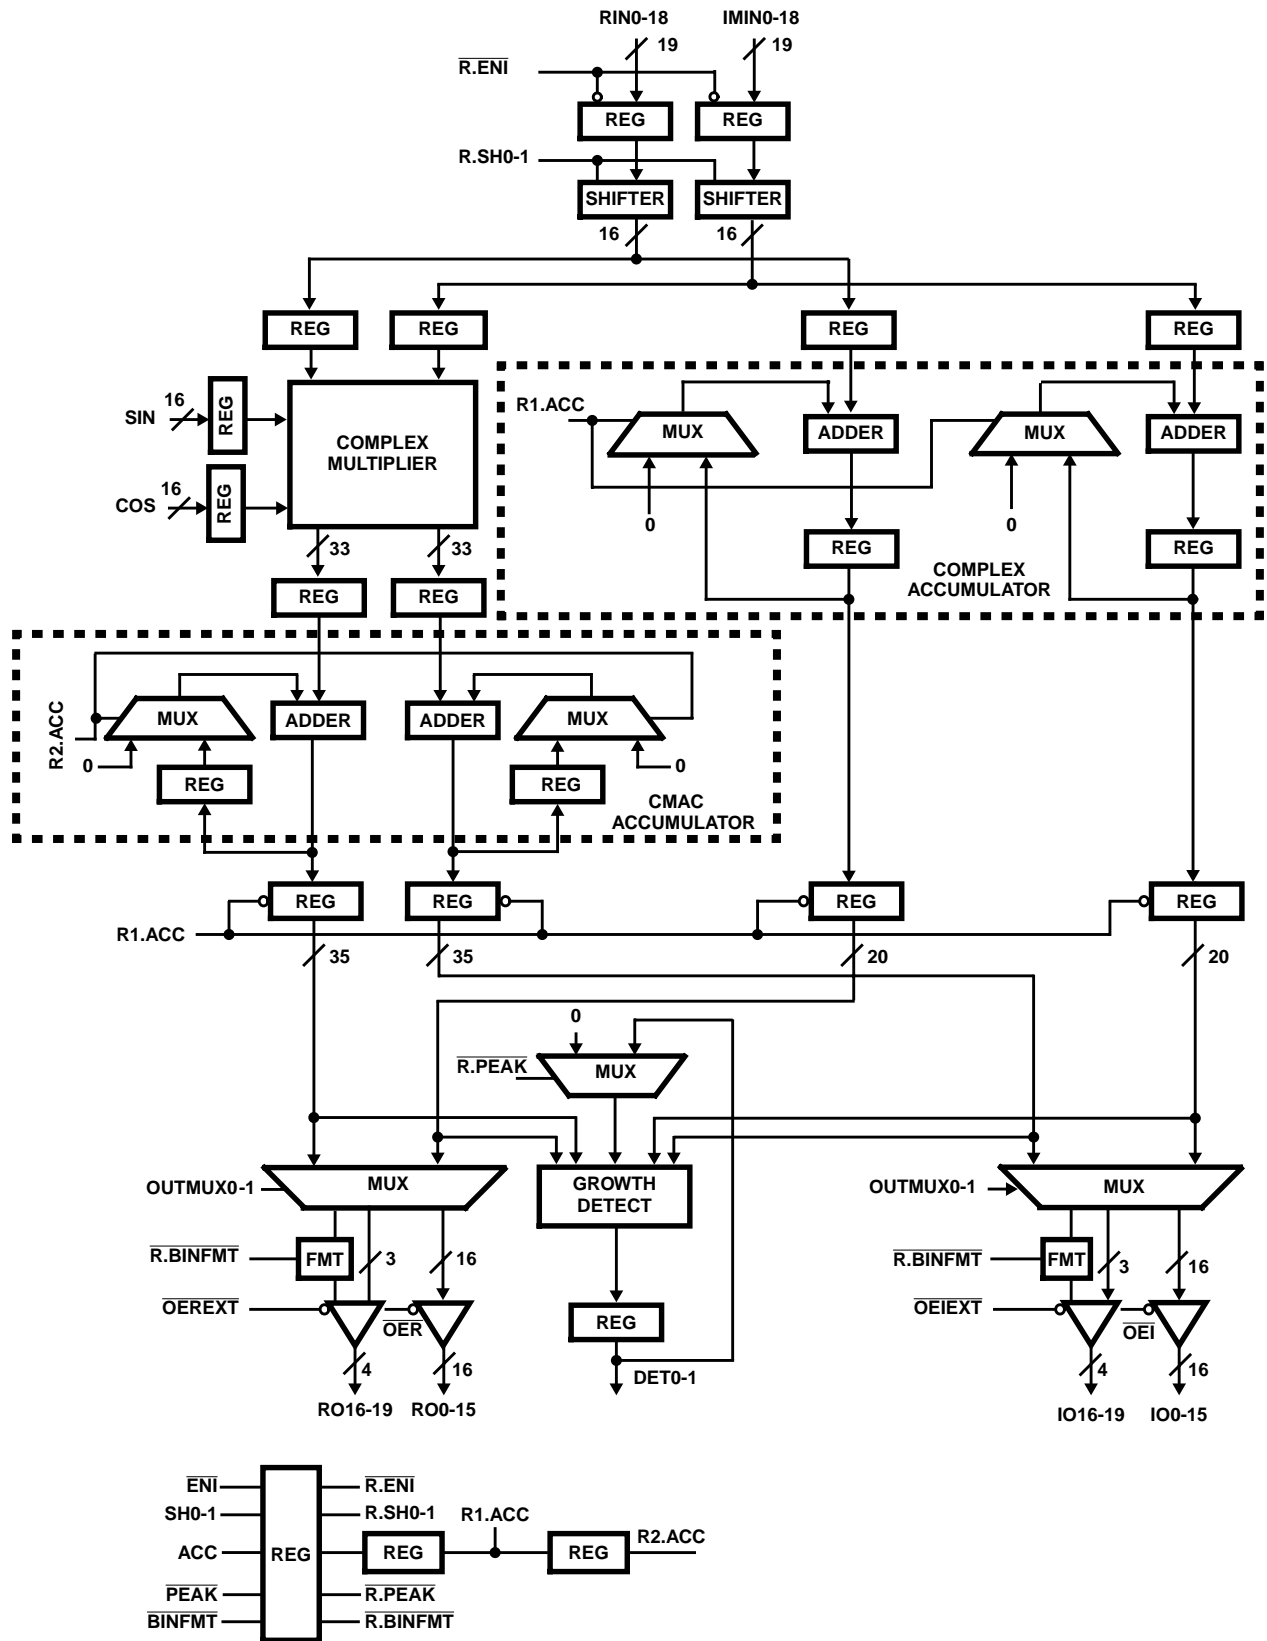 RIN0-18 IMIN0-18
19 19
R.ENI
REG REG
R.SH0-1
SHIFTER SHIFTER
16 16
REG REG REG REG
16
SIN
REG
COMPLEX
MULTIPLIER
R1.ACC
MUX
ADDER
MUX
ADDER
16
COS
REG
0
0
33 33
REG
REG
COMPLEX
ACCUMULATOR
REG REG
R2.ACC
MUX
ADDER
ADDER
MUX
0
0
REG
REG
CMAC
ACCUMULATOR
REG REG REG REG
R1.ACC
35 35 20 20
0
R.PEAK
MUX
OUTMUX0-1
MUX
GROWTH
DETECT
OUTMUX0-1
MUX
R.BINFMT
FMT
3
16
R.BINFMT
FMT
3
16
OEREXT
OER
REG
OEIEXT
OEI
4 16
DET0-1
4 16
RO16-19 RO0-15
IO16-19 IO0-15
ENI
R.ENI
SH0-1
R.SH0-1
R1.ACC
ACC
REG
REG
REG
R2.ACC
PEAK
R.PEAK
BINFMT
R.BINFMT